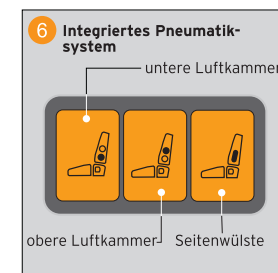 6 Integriertes Pneumatik-
system
untere Luftkammer
obere Luftkammer
Seitenwülste